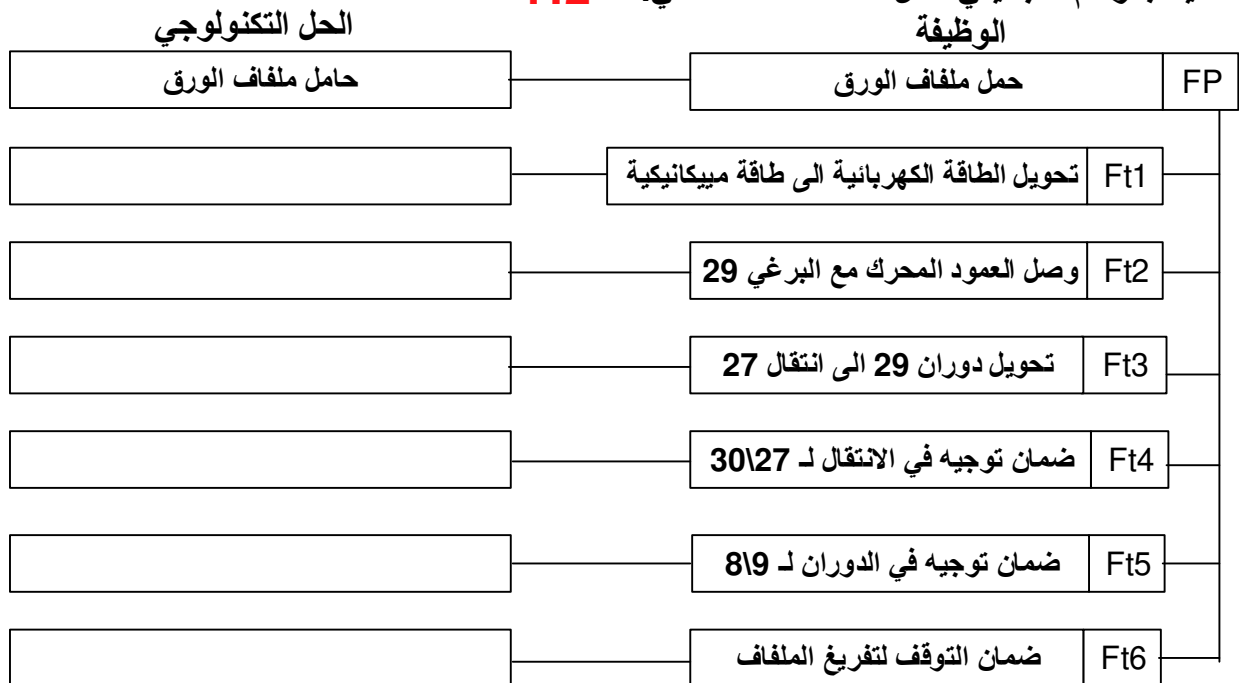 الحل التكنولوجي
الوظيفة
FP حمل ملفاف الورق حامل ملفاف الورق
Ft1 تحويل الطاقة الكهربائية الى طاقة مييكانيكية
Ft2 وصل العمود المحرك مع البرغي 29
Ft3 تحويل دوران 29 الى انتقال 27
Ft4 ضمان توجيه في الانتقال لـ 27\30
Ft5 ضمان توجيه في الدوران لـ 9\8
Ft6 ضمان التوقف لتفريغ الملفاف